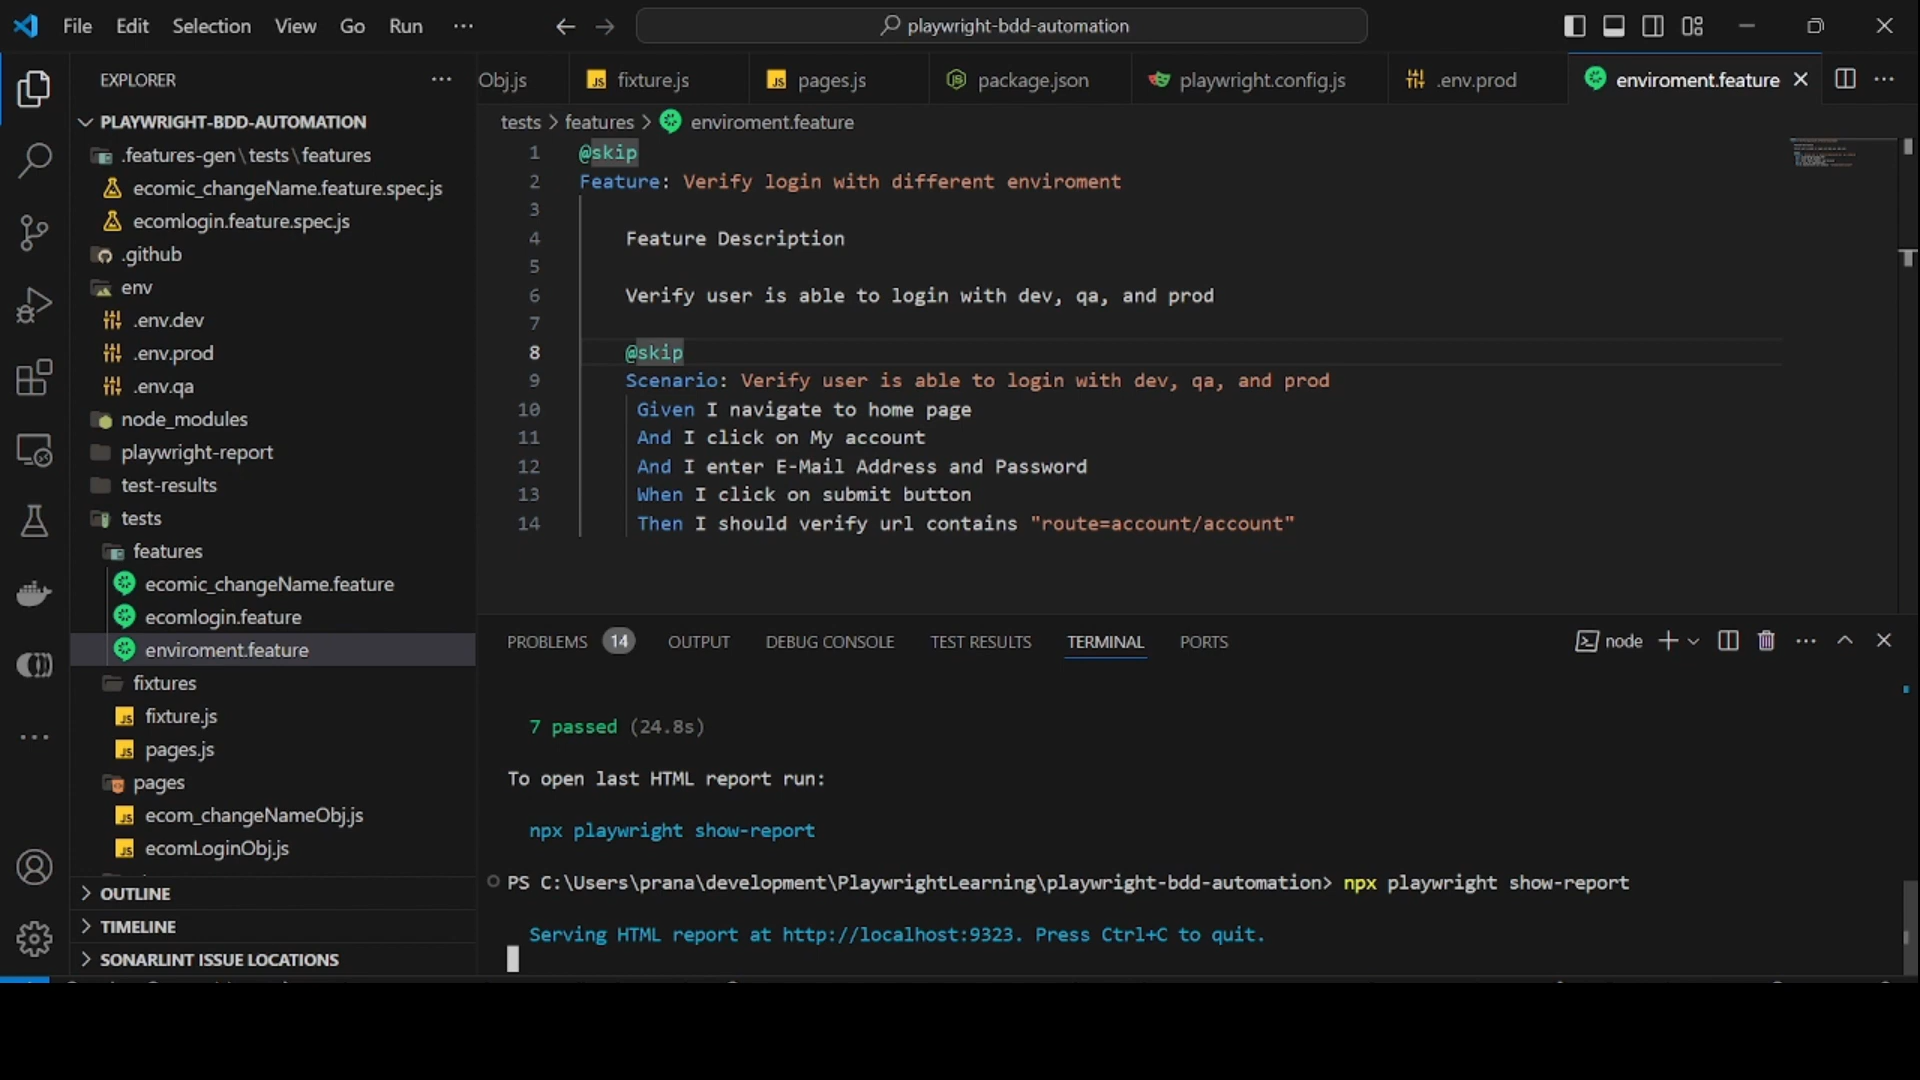 File Edit Selection View Go Run ···
playwright-bdd-automation
EXPLORER
PLAYWRIGHT-BDD-AUTOMATION
.features-gen\tests\features
ecomic_changeName.feature.spec.js
ecomlogin.feature.spec.js
.github
env
.env.dev
.env.prod
.env.qa
node_modules
playwright-report
test-results
tests
features
ecomic_changeName.feature
ecomlogin.feature
enviroment.feature
fixtures
fixture.js
pages.js
pages
ecom_changeNameObj.js
ecomLoginObj.js
OUTLINE
TIMELINE
SONARLINT ISSUE LOCATIONS
Obj.js fixture.js pages.js package.json playwright.config.js .env.prod enviroment.feature
tests > features > enviroment.feature
1 @skip
2 Feature: Verify login with different enviroment
3
4 Feature Description
5
6 Verify user is able to login with dev, qa, and prod
7
8 @skip
9 Scenario: Verify user is able to login with dev, qa, and prod
10 Given I navigate to home page
11 And I click on My account
12 And I enter E-Mail Address and Password
13 When I click on submit button
14 Then I should verify url contains "route=account/account"
PROBLEMS 14 OUTPUT DEBUG CONSOLE TEST RESULTS TERMINAL PORTS
node
7 passed (24.8s)
To open last HTML report run:
npx playwright show-report
PS C:\Users\prana\development\PlaywrightLearning\playwright-bdd-automation> npx playwright show-report
Serving HTML report at http://localhost:9323. Press Ctrl+C to quit.